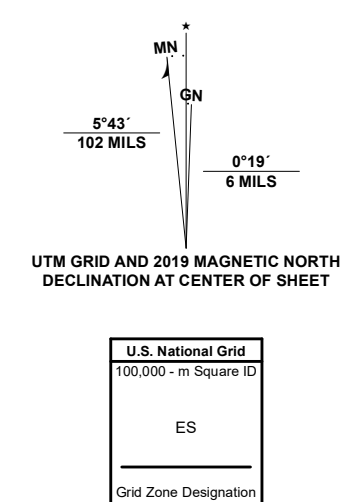 MN
GN
5°43´
102 MILS
0°19´
6 MILS
UTM GRID AND 2019 MAGNETIC NORTH
DECLINATION AT CENTER OF SHEET
U.S. National Grid
100,000 - m Square ID
ES
Grid Zone Designation